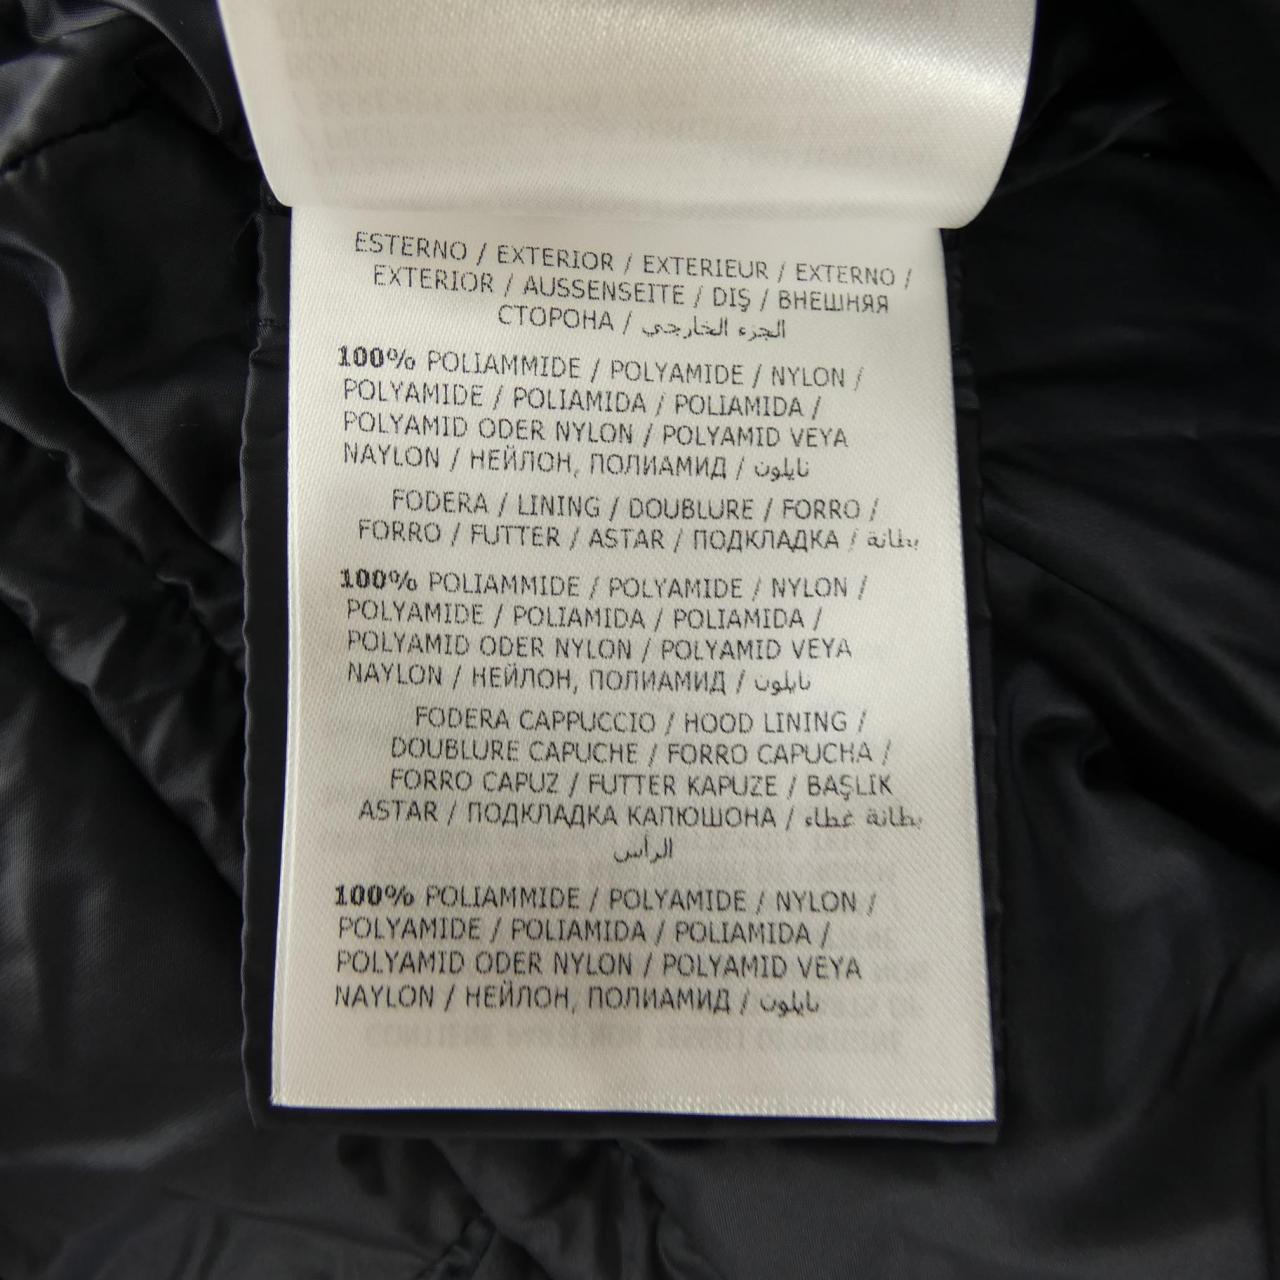 ESTERNO / EXTERIOR / EXTERIEUR / EXTERNO /
EXTERIOR / AUSSENSEITE / DIŞ / ВНЕШНЯЯ
СТОРОНА / الجزء الخارجي
100% POLIAMMIDE / POLYAMIDE / NYLON /
POLYAMIDE / POLIAMIDA / POLIAMIDA /
POLYAMID ODER NYLON / POLYAMID VEYA
NAYLON / НЕЙЛОН, ПОЛИАМИД / نايلون
FODERA / LINING / DOUBLURE / FORRO /
FORRO / FUTTER / ASTAR / ПОДКЛАДКА / بطانة
100% POLIAMMIDE / POLYAMIDE / NYLON /
POLYAMIDE / POLIAMIDA / POLIAMIDA /
POLYAMID ODER NYLON / POLYAMID VEYA
NAYLON / НЕЙЛОН, ПОЛИАМИД / نايلون
FODERA CAPPUCCIO / HOOD LINING /
DOUBLURE CAPUCHE / FORRO CAPUCHA /
FORRO CAPUZ / FUTTER KAPUZE / BAŞLIK
ASTAR / ПОДКЛАДКА КАПЮШОНА / بطانة غطاء
الرأس
100% POLIAMMIDE / POLYAMIDE / NYLON /
POLYAMIDE / POLIAMIDA / POLIAMIDA /
POLYAMID ODER NYLON / POLYAMID VEYA
NAYLON / НЕЙЛОН, ПОЛИАМИД / نايلون